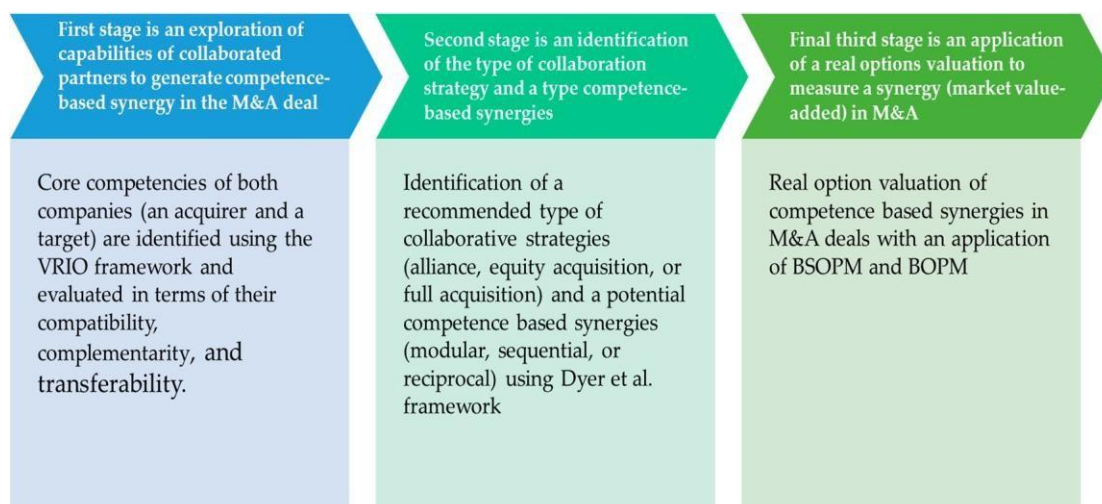 First stage is an exploration of
capabilities of collaborated
partners to generate competence-
based synergy in the M&A deal
Second stage is an identification
of the type of collaboration
strategy and a type competence-
based synergies
Final third stage is an application
of a real options valuation to
measure a synergy (market value-
added) in M&A
Core competencies of both
companies (an acquirer and a
target) are identified using the
VRIO framework and
evaluated in terms of their
compatibility,
complementarity, and
transferability.
Identification of a
recommended type of
collaborative strategies
(alliance, equity acquisition, or
full acquisition) and a potential
competence based synergies
(modular, sequential, or
reciprocal) using Dyer et al.
framework
Real option valuation of
competence based synergies in
M&A deals with an application
of BSOPM and BOPM